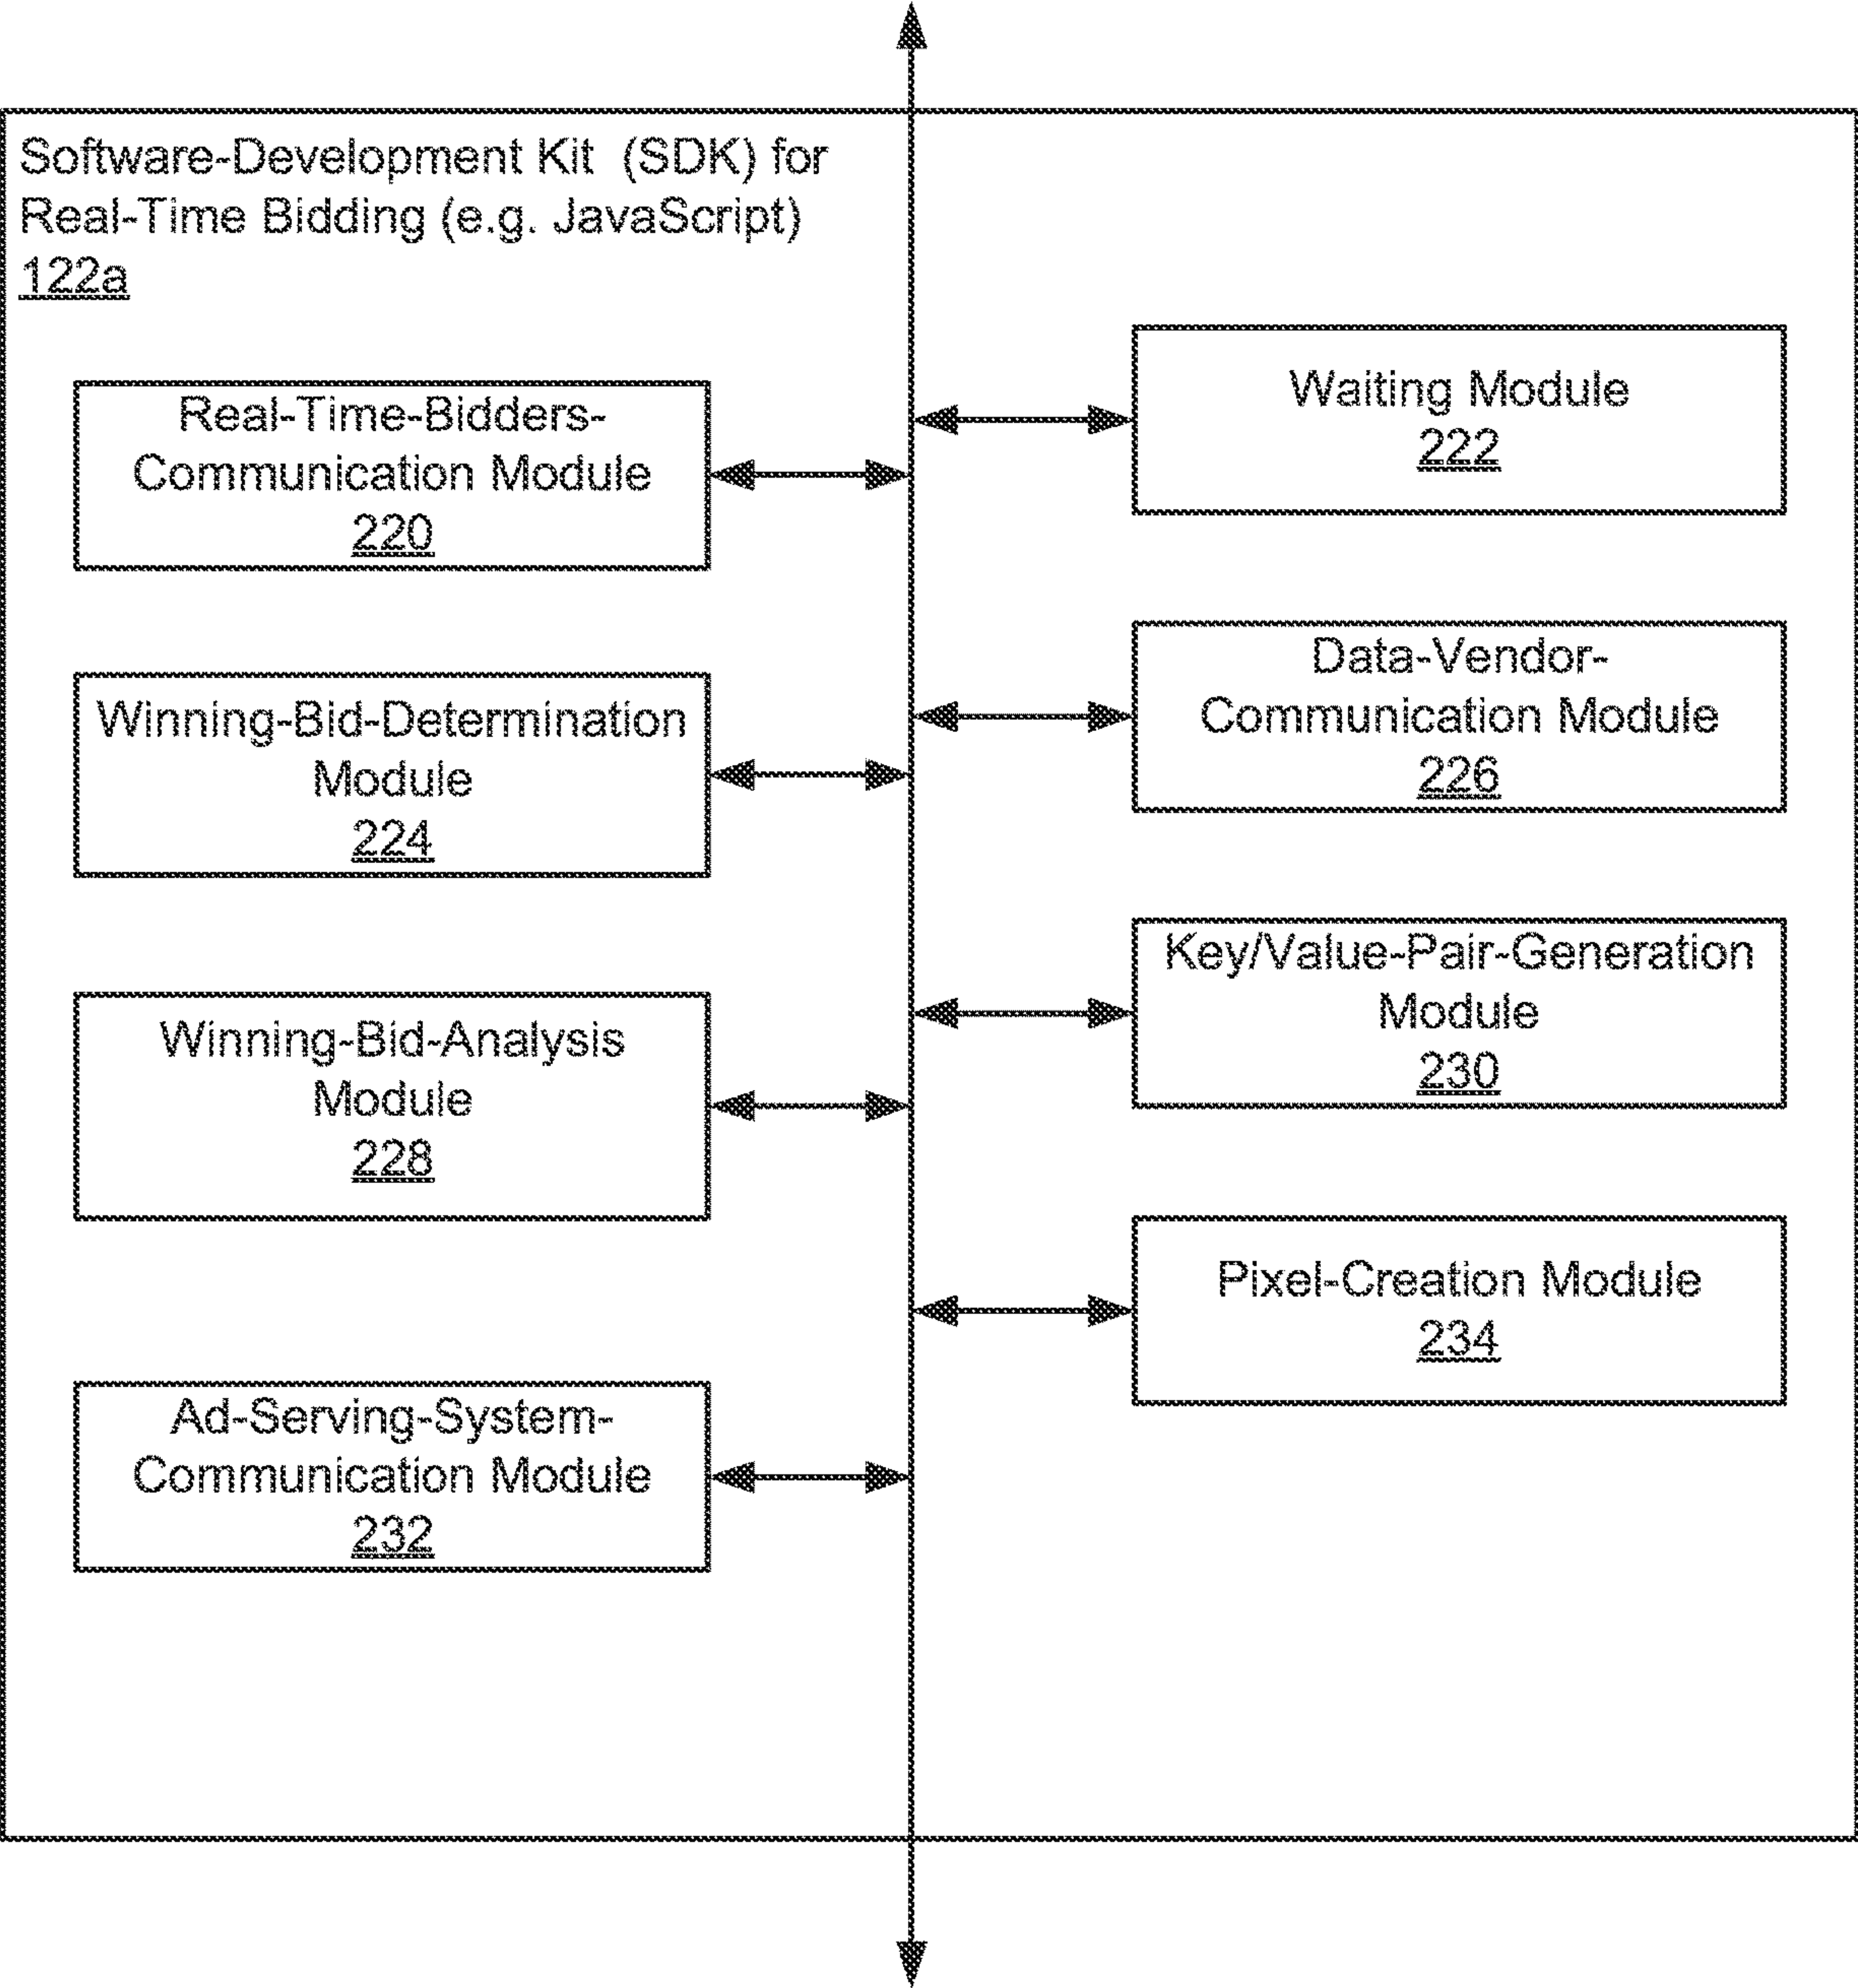 Software-Development Kit (SDK) for
Real-Time Bidding (e.g. JavaScript)
122a
Real-Time-Bidders-
Communication Module
220
Waiting Module
222
Winning-Bid-Determination
Module
224
Data-Vendor-
Communication Module
226
Winning-Bid-Analysis
Module
228
Key/Value-Pair-Generation
Module
230
Ad-Serving-System-
Communication Module
232
Pixel-Creation Module
234